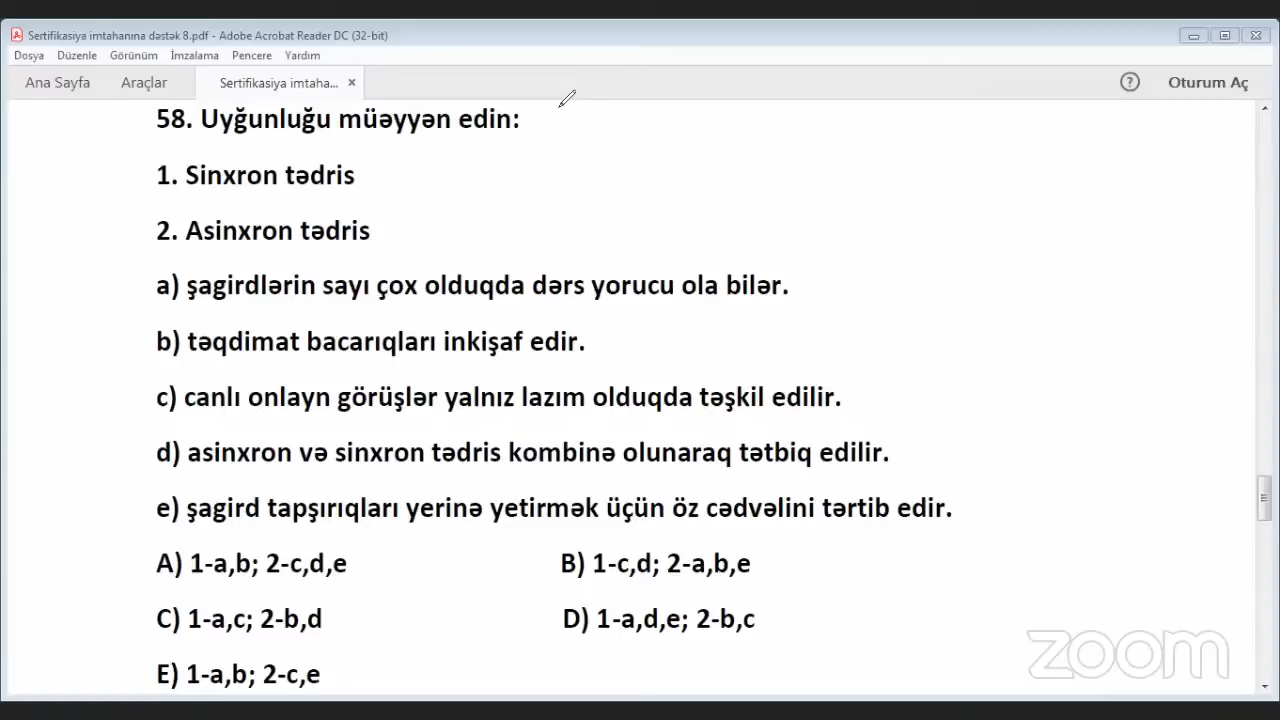 Sertifikasiya imtahanına dəstək 8.pdf - Adobe Acrobat Reader DC (32-bit)
Dosya Düzenle Görünüm İmzalama Pencere Yardım
Ana Sayfa Araçlar Sertifikasiya imtaha... × ? Oturum Aç
58. Uyğunluğu müəyyən edin:
1. Sinxron tədris
2. Asinxron tədris
a) şagirdlərin sayı çox olduqda dərs yorucu ola bilər.
b) təqdimat bacarıqları inkişaf edir.
c) canlı onlayn görüşlər yalnız lazım olduqda təşkil edilir.
d) asinxron və sinxron tədris kombinə olunaraq tətbiq edilir.
e) şagird tapşırıqları yerinə yetirmək üçün öz cədvəlini tərtib edir.
A) 1-a,b; 2-c,d,e B) 1-c,d; 2-a,b,e
C) 1-a,c; 2-b,d D) 1-a,d,e; 2-b,c
E) 1-a,b; 2-c,e
zoom